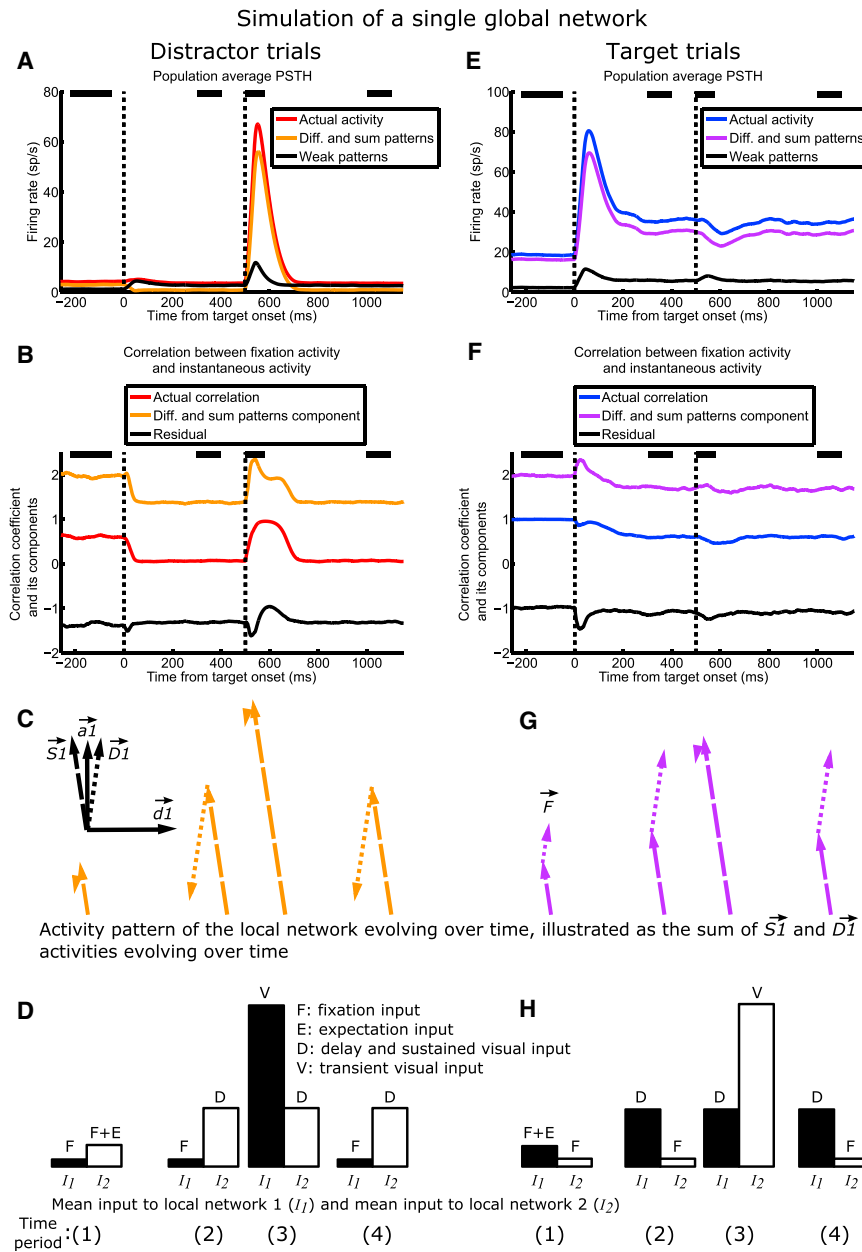 Simulation of a single global network
Distractor trials
A
Population average PSTH
80
60
40
20
0
Firing rate (sp/s)
Actual activity
Diff. and sum patterns
Weak patterns
−200 0 200 400 600 800 1000
Time from target onset (ms)
Target trials
E
Population average PSTH
100
80
60
40
20
0
Firing rate (sp/s)
Actual activity
Diff. and sum patterns
Weak patterns
−200 0 200 400 600 800 1000
Time from target onset (ms)
B
Correlation between fixation activity
and instantaneous activity
Actual correlation
Diff. and sum patterns component
Residual
2
1
0
−1
−2
Correlation coefficient
and its components
−200 0 200 400 600 800 1000
Time from target onset (ms)
F
Correlation between fixation activity
and instantaneous activity
Actual correlation
Diff. and sum patterns component
Residual
2
1
0
−1
−2
Correlation coefficient
and its components
−200 0 200 400 600 800 1000
Time from target onset (ms)
C
S1
a1
D1
d1
G
F
Activity pattern of the local network evolving over time, illustrated as the sum of S1 and D1
activities evolving over time
D
F: fixation input
E: expectation input
D: delay and sustained visual input
V: transient visual input
F F+E F D V D F D
I1 I2 I1 I2 I1 I2 I1 I2
H
F+E F D F D V D F
I1 I2 I1 I2 I1 I2 I1 I2
Mean input to local network 1 (I1) and mean input to local network 2 (I2)
Time
period:(1) (2) (3) (4) (1) (2) (3) (4)